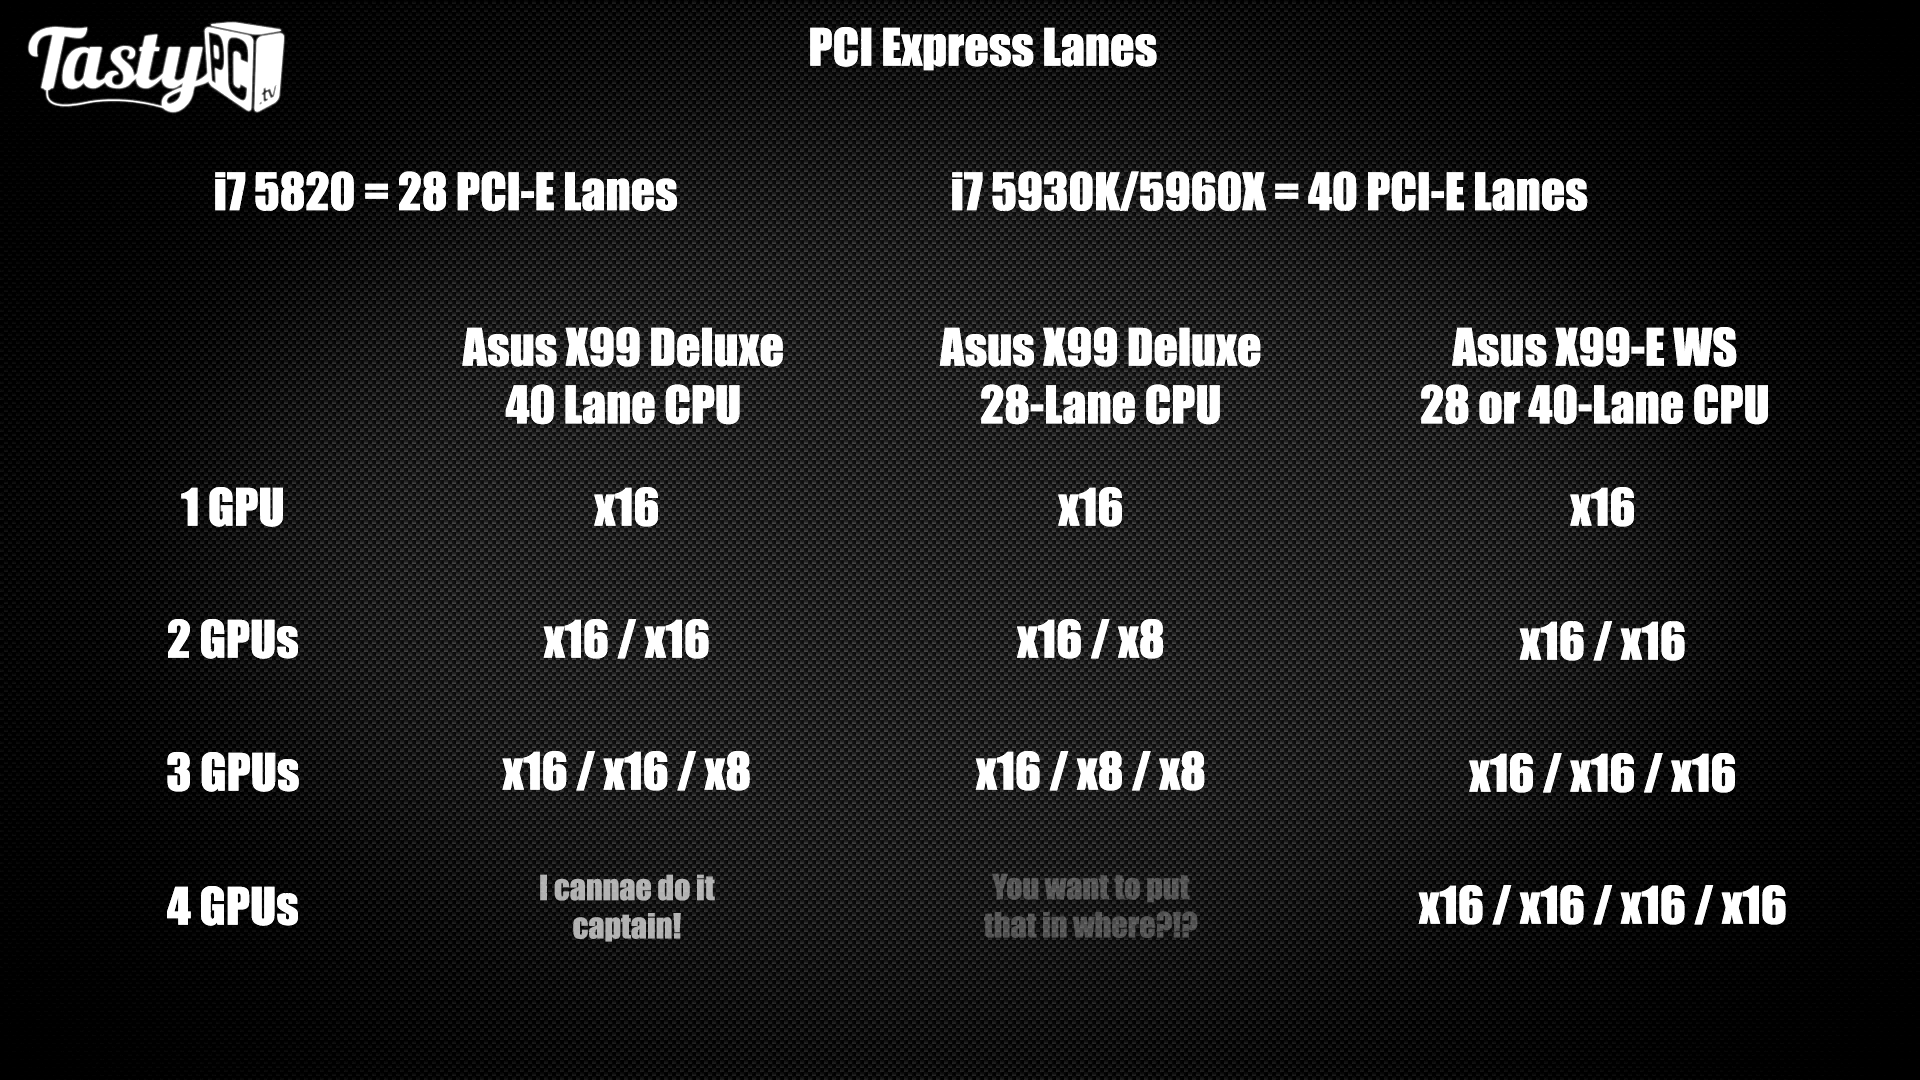 TastyPC.tv
PCI Express Lanes
i7 5820 = 28 PCI-E Lanes
i7 5930K/5960X = 40 PCI-E Lanes
Asus X99 Deluxe
40 Lane CPU
Asus X99 Deluxe
28-Lane CPU
Asus X99-E WS
28 or 40-Lane CPU
1 GPU
x16
x16
x16
2 GPUs
x16 / x16
x16 / x8
x16 / x16
3 GPUs
x16 / x16 / x8
x16 / x8 / x8
x16 / x16 / x16
4 GPUs
I cannae do it
captain!
You want to put
that in where?!?
x16 / x16 / x16 / x16